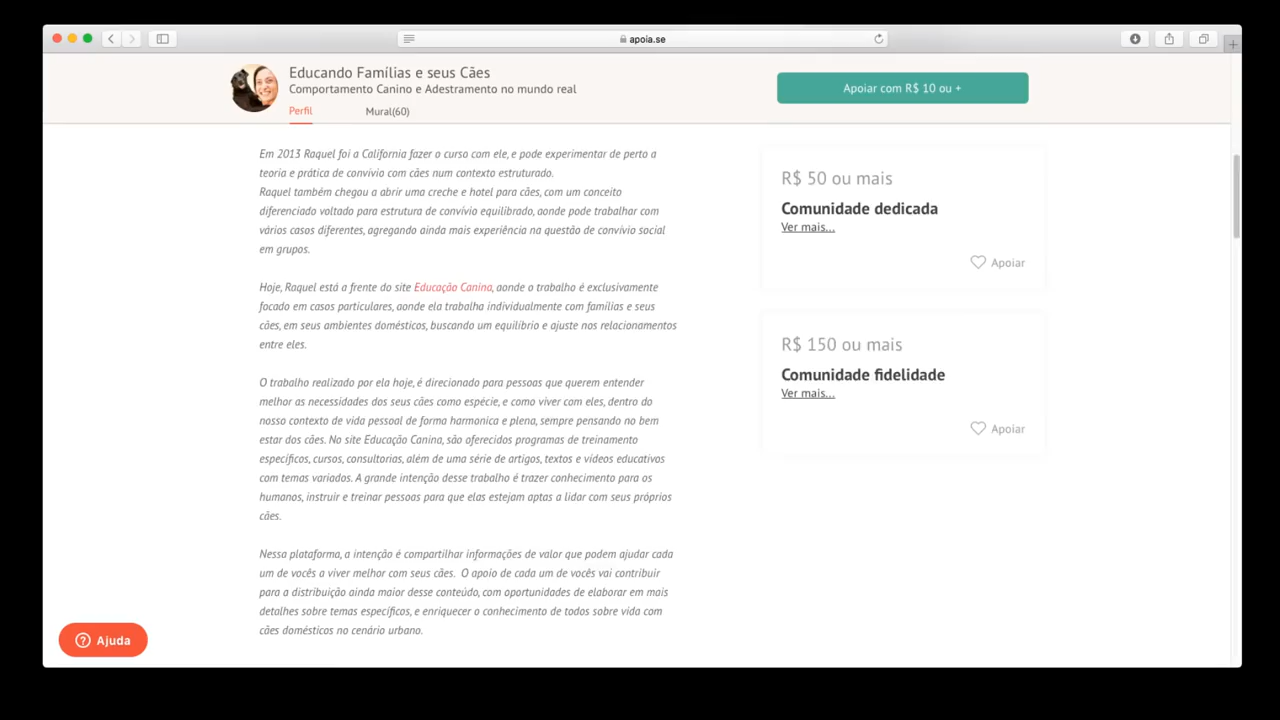 apoia.se
Educando Famílias e seus Cães
Comportamento Canino e Adestramento no mundo real
Perfil
Mural(60)
Apoiar com R$ 10 ou +
Em 2013 Raquel foi a California fazer o curso com ele, e pode experimentar de perto a
teoria e prática de convivio com cães num contexto estruturado.
Raquel também chegou a abrir uma creche e hotel para cães, com um conceito
diferenciado voltado para estrutura de convívio equilibrado, aonde pode trabalhar com
vários casos diferentes, agregando ainda mais experiência na questão de convívio social
em grupos.
Hoje, Raquel está a frente do site Educação Canina, aonde o trabalho é exclusivamente
focado em casos particulares, aonde ela trabalha individualmente com famílias e seus
cães, em seus ambientes domésticos, buscando um equilíbrio e ajuste nos relacionamentos
entre eles.
O trabalho realizado por ela hoje, é direcionado para pessoas que querem entender
melhor as necessidades dos seus cães como espécie, e como viver com eles, dentro do
nosso contexto de vida pessoal de forma harmonica e plena, sempre pensando no bem
estar dos cães. No site Educação Canina, são oferecidos programas de treinamento
específicos, cursos, consultorias, além de uma série de artigos, textos e vídeos educativos
com temas variados. A grande intenção desse trabalho é trazer conhecimento para os
humanos, instruir e treinar pessoas para que elas estejam aptas a lidar com seus próprios
cães.
Nessa plataforma, a intenção é compartilhar informações de valor que podem ajudar cada
um de vocês a viver melhor com seus cães.  O apoio de cada um de vocês vai contribuir
para a distribuição ainda maior desse conteúdo, com oportunidades de elaborar em mais
detalhes sobre temas específicos, e enriquecer o conhecimento de todos sobre vida com
cães domésticos no cenário urbano.
R$ 50 ou mais
Comunidade dedicada
Ver mais...
Apoiar
R$ 150 ou mais
Comunidade fidelidade
Ver mais...
Apoiar
Ajuda